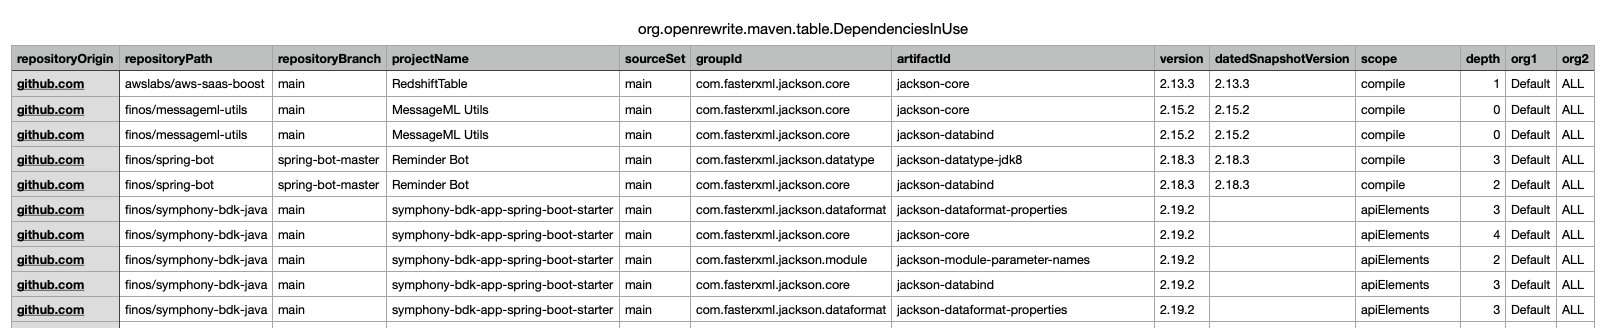 org.openrewrite.maven.table.DependenciesInUse
repositoryOrigin repositoryPath repositoryBranch projectName sourceSet groupId artifactId version datedSnapshotVersion scope depth org1 org2
github.com awslabs/aws-saas-boost main RedshiftTable main com.fasterxml.jackson.core jackson-core 2.13.3 2.13.3 compile 1 Default ALL
github.com finos/messageml-utils main MessageML Utils main com.fasterxml.jackson.core jackson-core 2.15.2 2.15.2 compile 0 Default ALL
github.com finos/messageml-utils main MessageML Utils main com.fasterxml.jackson.core jackson-databind 2.15.2 2.15.2 compile 0 Default ALL
github.com finos/spring-bot spring-bot-master Reminder Bot main com.fasterxml.jackson.datatype jackson-datatype-jdk8 2.18.3 2.18.3 compile 3 Default ALL
github.com finos/spring-bot spring-bot-master Reminder Bot main com.fasterxml.jackson.core jackson-databind 2.18.3 2.18.3 compile 2 Default ALL
github.com finos/symphony-bdk-java main symphony-bdk-app-spring-boot-starter main com.fasterxml.jackson.dataformat jackson-dataformat-properties 2.19.2 apiElements 3 Default ALL
github.com finos/symphony-bdk-java main symphony-bdk-app-spring-boot-starter main com.fasterxml.jackson.core jackson-core 2.19.2 apiElements 4 Default ALL
github.com finos/symphony-bdk-java main symphony-bdk-app-spring-boot-starter main com.fasterxml.jackson.module jackson-module-parameter-names 2.19.2 apiElements 2 Default ALL
github.com finos/symphony-bdk-java main symphony-bdk-app-spring-boot-starter main com.fasterxml.jackson.core jackson-databind 2.19.2 apiElements 3 Default ALL
github.com finos/symphony-bdk-java main symphony-bdk-app-spring-boot-starter main com.fasterxml.jackson.dataformat jackson-dataformat-properties 2.19.2 apiElements 3 Default ALL